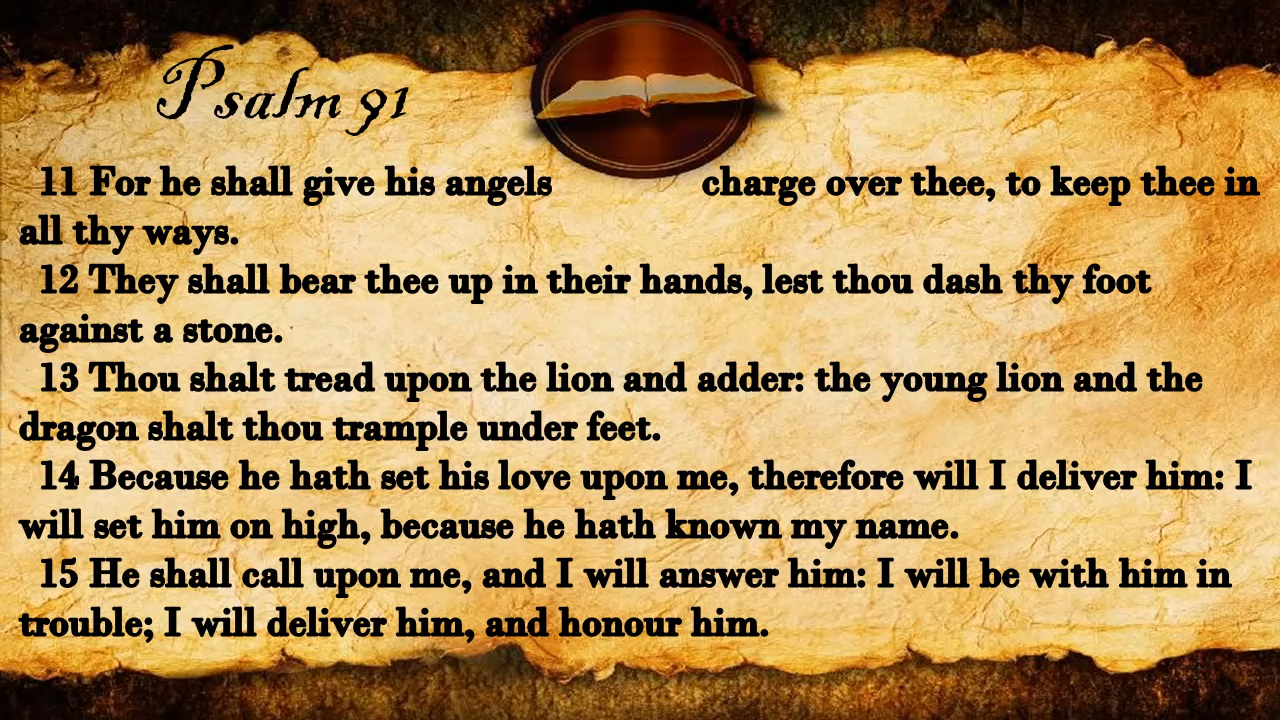 Psalm 91
11 For he shall give his angels charge over thee, to keep thee in
all thy ways.
12 They shall bear thee up in their hands, lest thou dash thy foot
against a stone.
13 Thou shalt tread upon the lion and adder: the young lion and the
dragon shalt thou trample under feet.
14 Because he hath set his love upon me, therefore will I deliver him: I
will set him on high, because he hath known my name.
15 He shall call upon me, and I will answer him: I will be with him in
trouble; I will deliver him, and honour him.